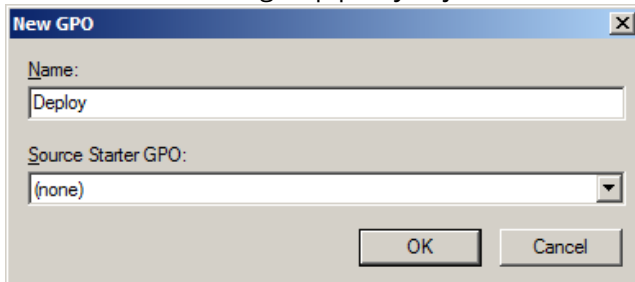 New GPO
Name:
Deploy
Source Starter GPO:
(none)
OK Cancel